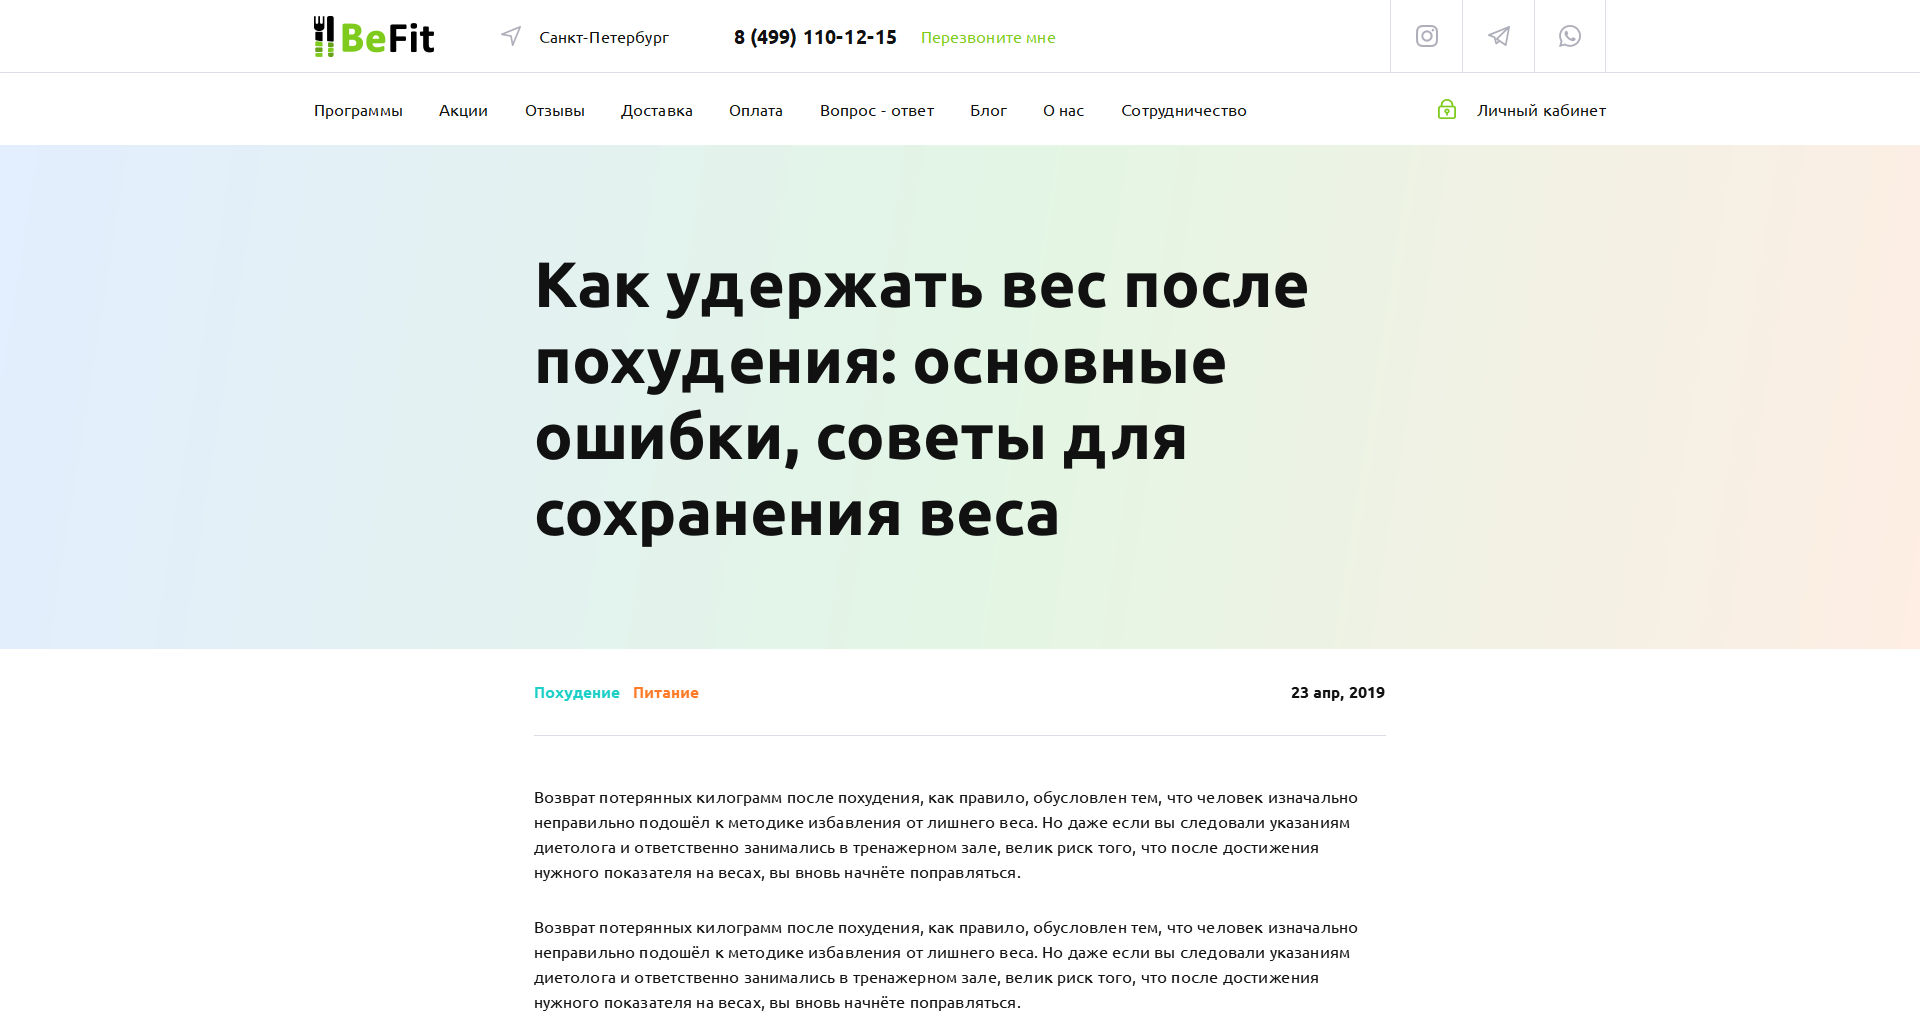 BeFit
Санкт-Петербург
8 (499) 110-12-15
Перезвоните мне
Программы
Акции
Отзывы
Доставка
Оплата
Вопрос - ответ
Блог
О нас
Сотрудничество
Личный кабинет
Как удержать вес после
похудения: основные
ошибки, советы для
сохранения веса
Похудение
Питание
23 апр, 2019
Возврат потерянных килограмм после похудения, как правило, обусловлен тем, что человек изначально
неправильно подошёл к методике избавления от лишнего веса. Но даже если вы следовали указаниям
диетолога и ответственно занимались в тренажерном зале, велик риск того, что после достижения
нужного показателя на весах, вы вновь начнёте поправляться.
Возврат потерянных килограмм после похудения, как правило, обусловлен тем, что человек изначально
неправильно подошёл к методике избавления от лишнего веса. Но даже если вы следовали указаниям
диетолога и ответственно занимались в тренажерном зале, велик риск того, что после достижения
нужного показателя на весах, вы вновь начнёте поправляться.